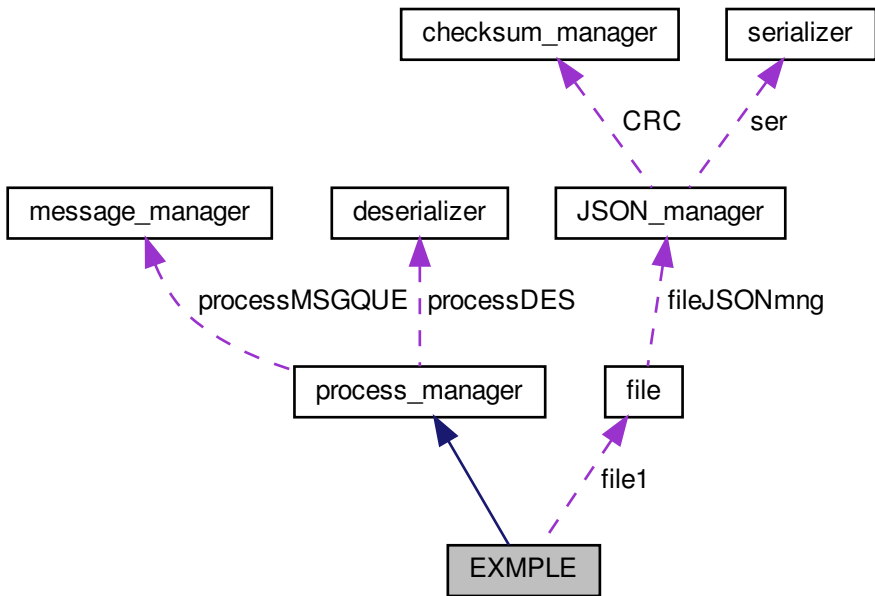 checksum_manager
serializer
CRC
ser
message_manager
deserializer
JSON_manager
processMSGQUE
processDES
fileJSONmng
process_manager
file
file1
EXMPLE